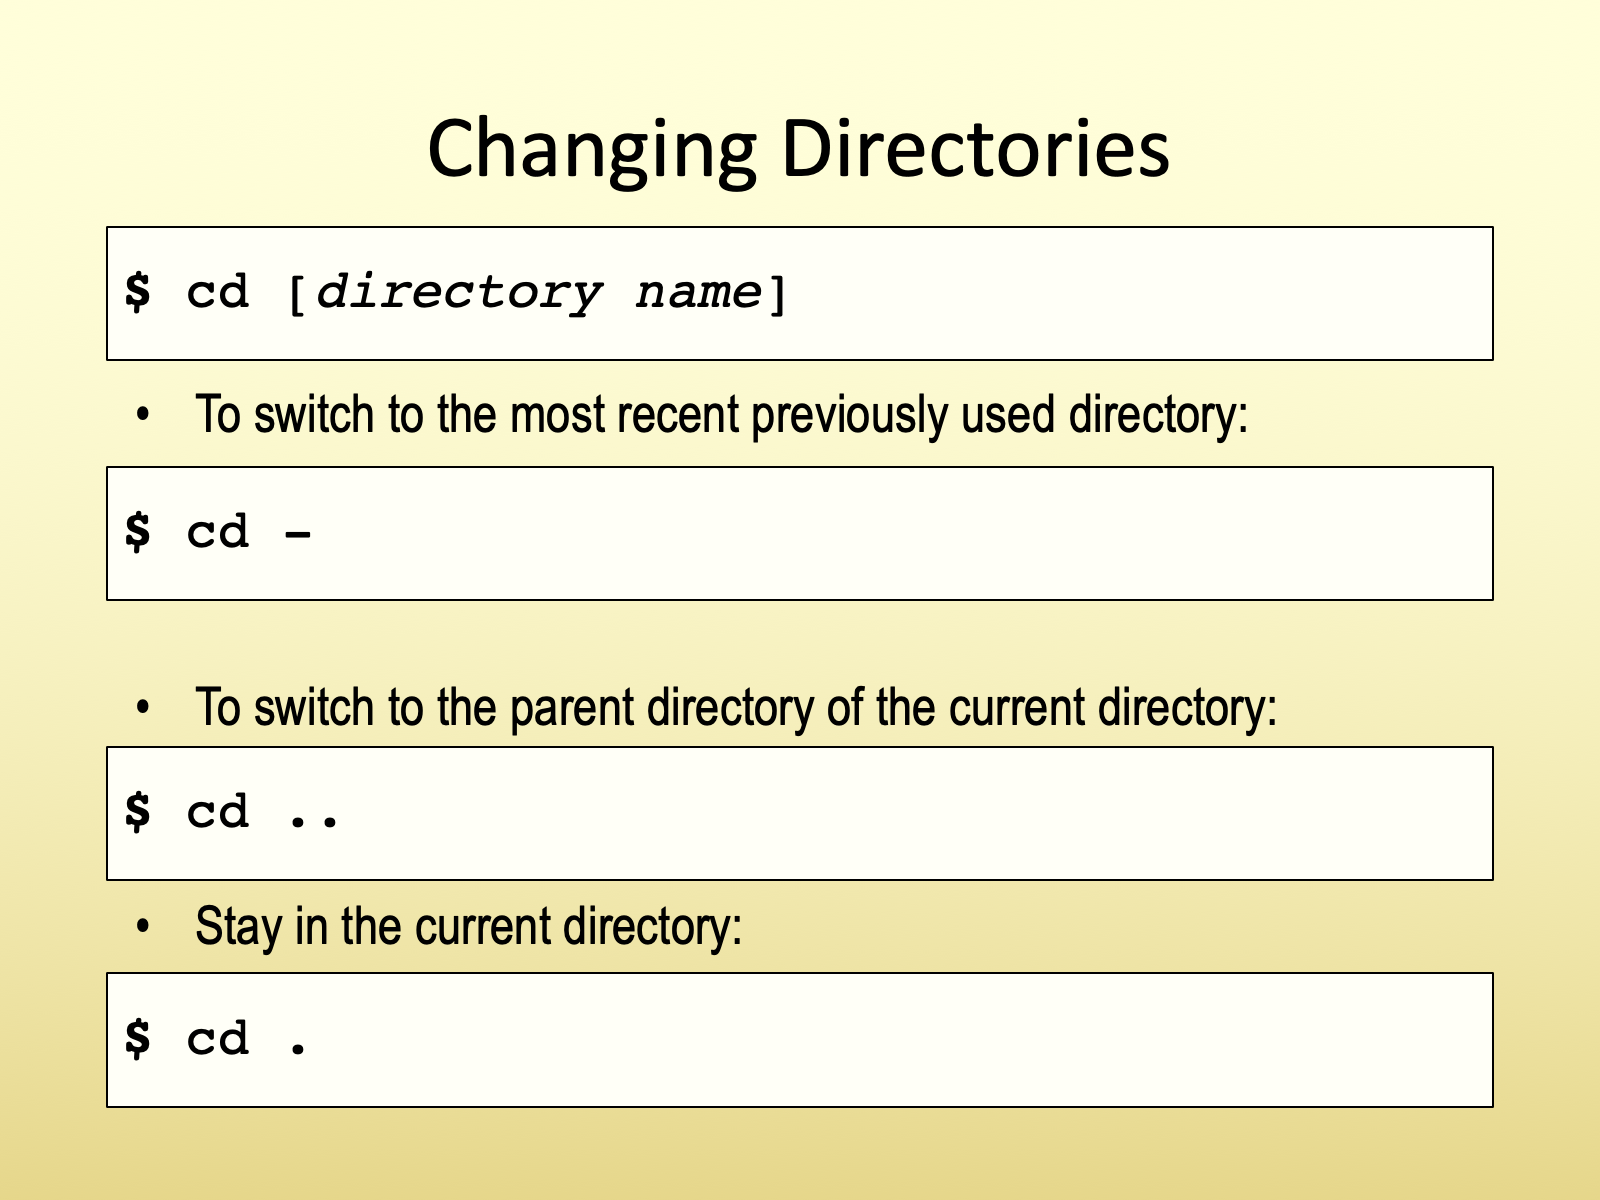 Changing Directories
$ cd [directory name]
• To switch to the most recent previously used directory:
$ cd –
• To switch to the parent directory of the current directory:
$ cd ..
• Stay in the current directory:
$ cd .